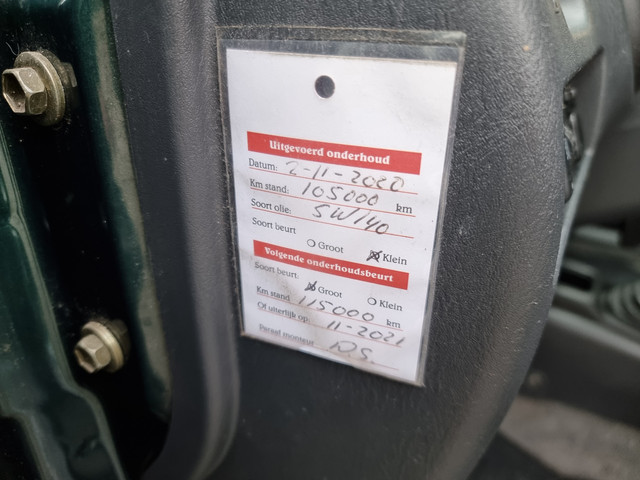 Uitgevoerd onderhoud
Datum: 2-11-2020
Km stand: 105000 km
Soort olie: 5W/40
Soort beurt
Groot Klein
Volgende onderhoudsbeurt
Soort beurt.
Groot Klein
Km stand 115000 km
Of uiterlijk op: 11-2021
Paraaf monteur